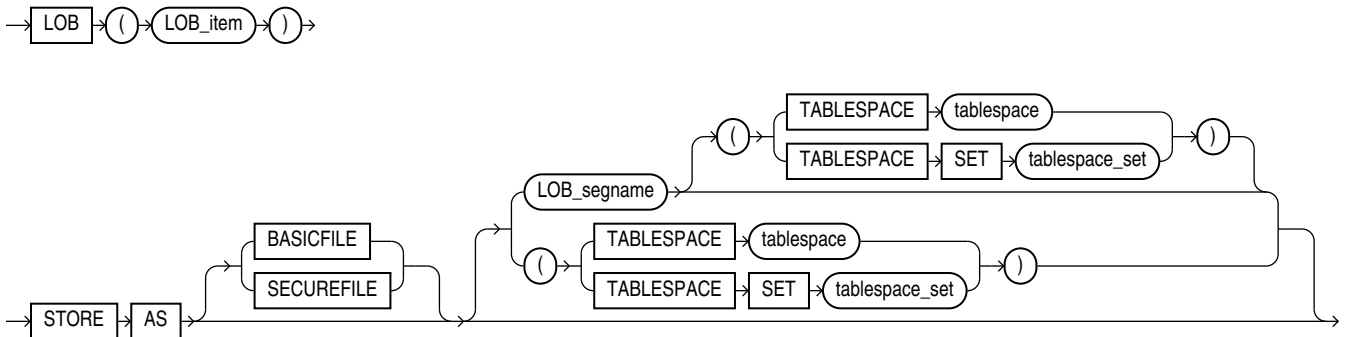 LOB ( LOB_item )
( TABLESPACE tablespace )
TABLESPACE SET tablespace_set
LOB_segname
BASICFILE
SECUREFILE
( TABLESPACE tablespace )
TABLESPACE SET tablespace_set
STORE AS